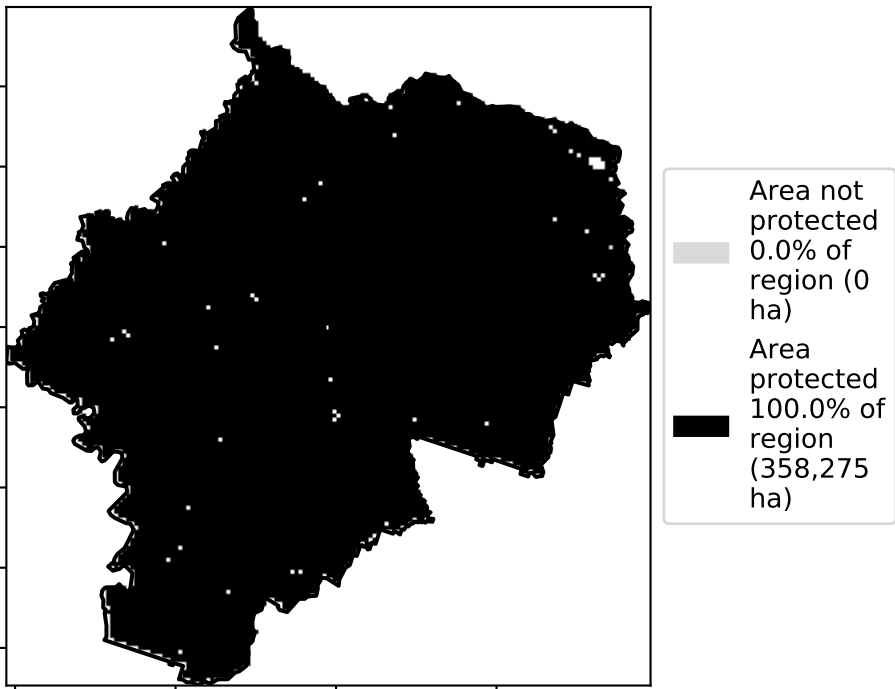 Area not
protected
0.0% of
region (0
ha)
Area
protected
100.0% of
region
(358,275
ha)